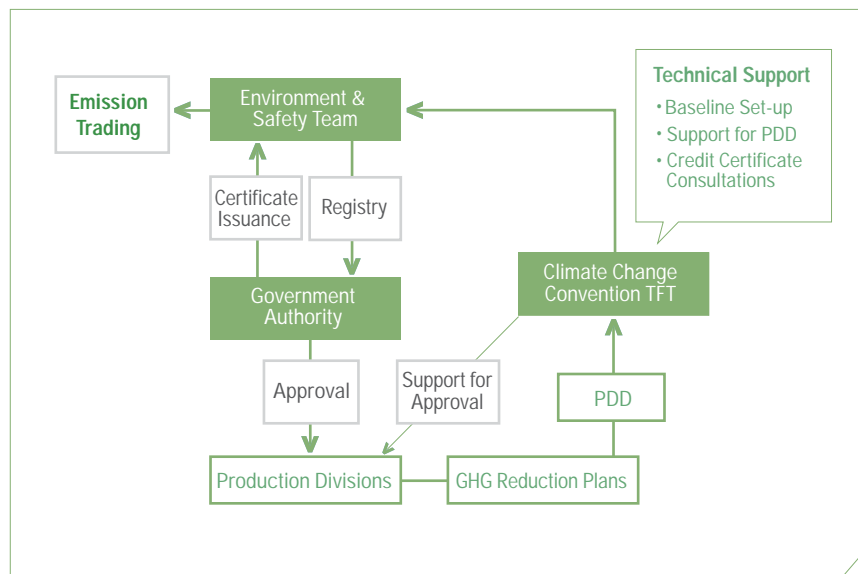 Technical Support
• Baseline Set-up
• Support for PDD
• Credit Certificate
Consultations
Emission
Trading
Environment &
Safety Team
Certificate
Issuance
Registry
Government
Authority
Climate Change
Convention TFT
Approval
Support for
Approval
PDD
Production Divisions
GHG Reduction Plans